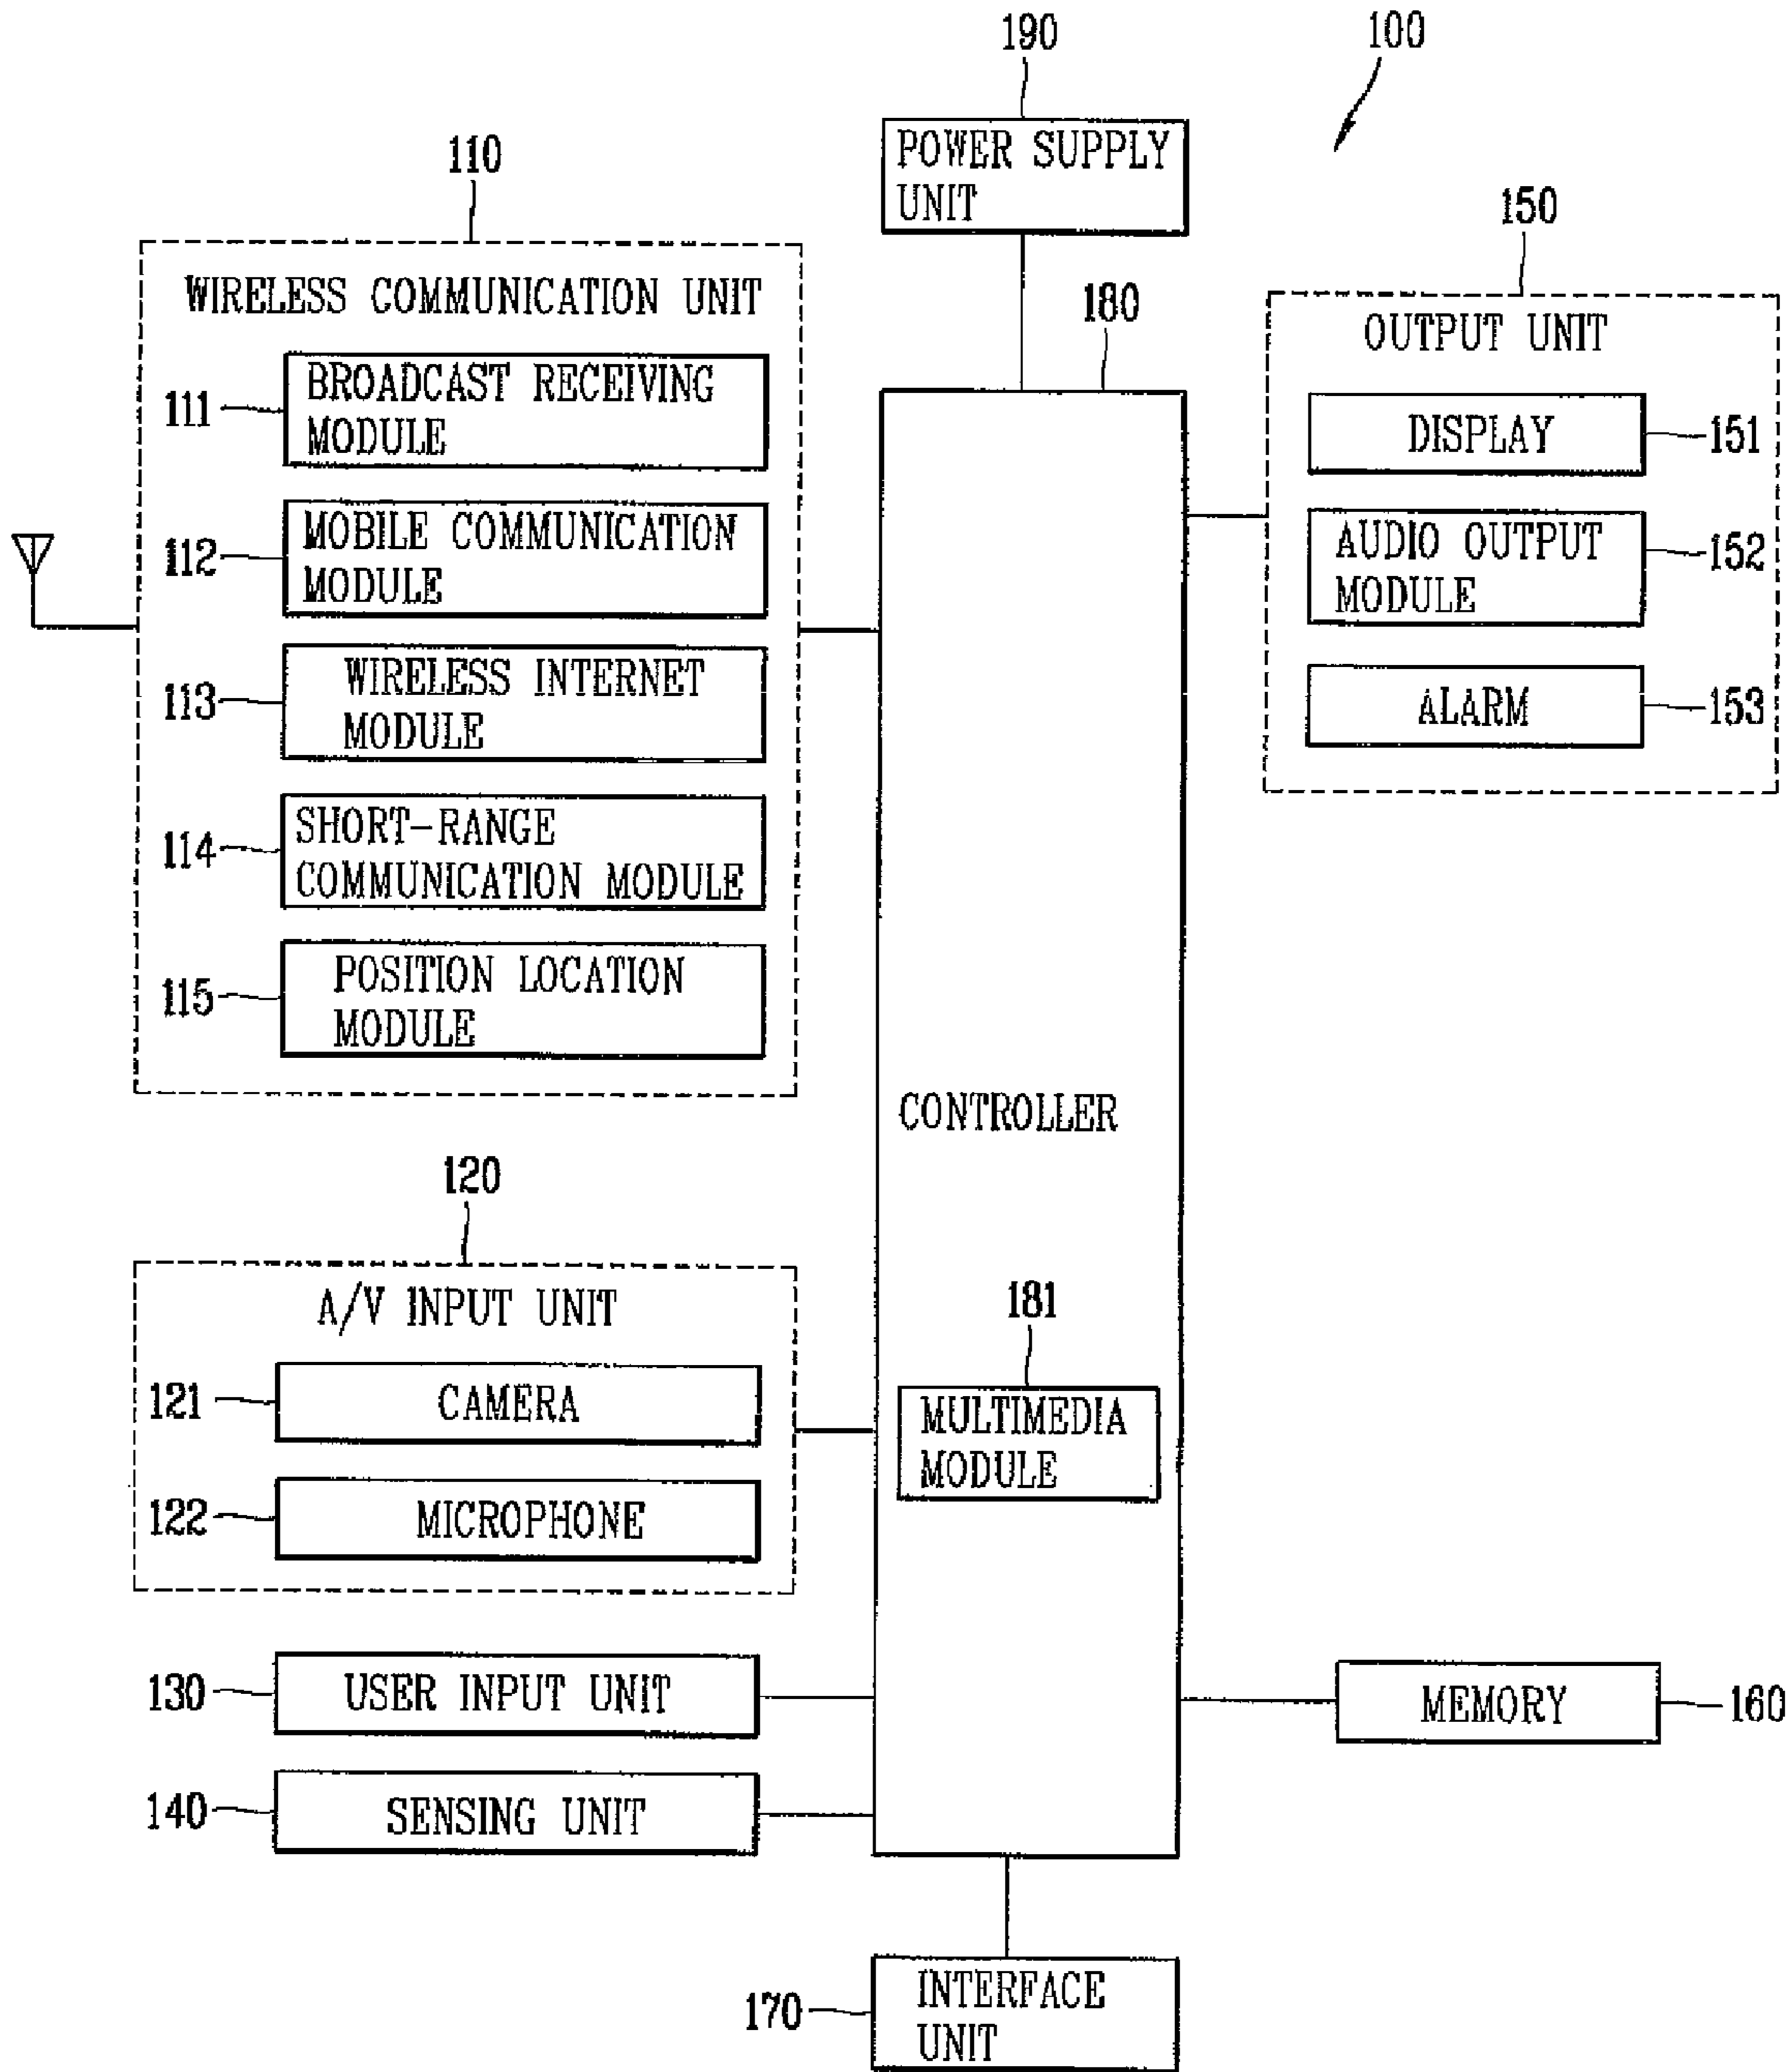 190
100
POWER SUPPLY
UNIT
110
150
WIRELESS COMMUNICATION UNIT
180
OUTPUT UNIT
111
BROADCAST RECEIVING
MODULE
DISPLAY
151
112
MOBILE COMMUNICATION
MODULE
AUDIO OUTPUT
MODULE
152
113
WIRELESS INTERNET
MODULE
ALARM
153
114
SHORT-RANGE
COMMUNICATION MODULE
115
POSITION LOCATION
MODULE
CONTROLLER
120
A/V INPUT UNIT
181
121
CAMERA
MULTIMEDIA
MODULE
122
MICROPHONE
130
USER INPUT UNIT
MEMORY
160
140
SENSING UNIT
170
INTERFACE
UNIT